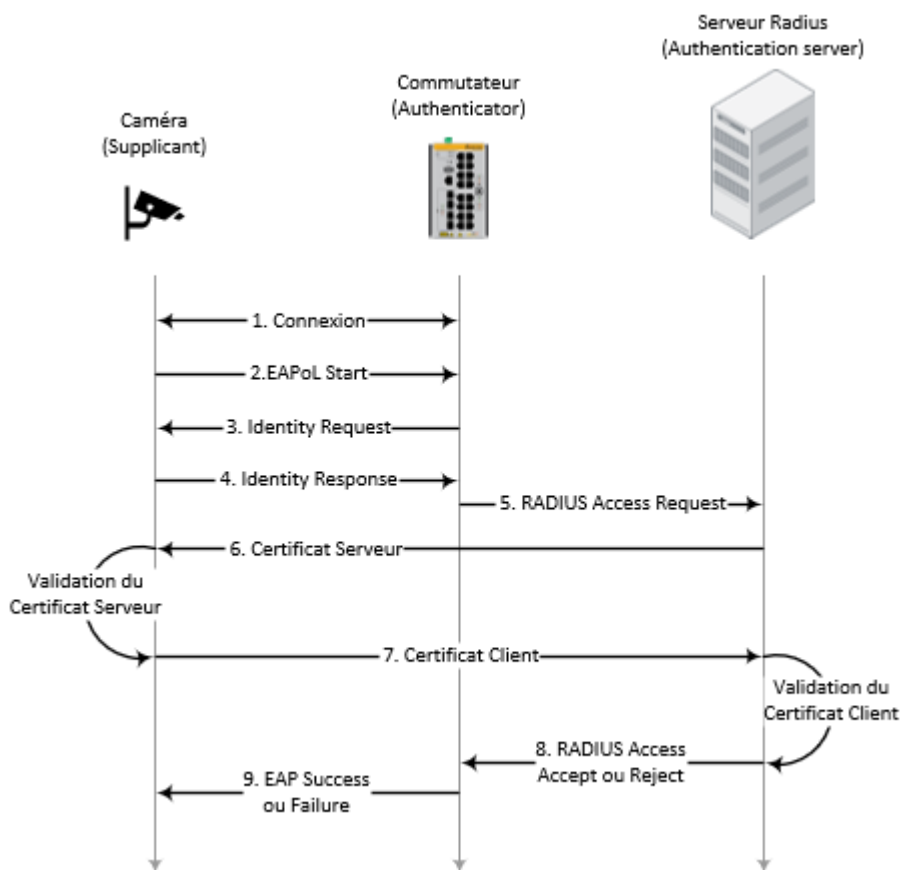 Serveur Radius
(Authentication server)
Commutateur
(Authenticator)
Caméra
(Supplicant)
1. Connexion
2.EAPoL Start
3. Identity Request
4. Identity Response
5. RADIUS Access Request
6. Certificat Serveur
Validation du
Certificat Serveur
7. Certificat Client
Validation du
Certificat Client
8. RADIUS Access
Accept ou Reject
9. EAP Success
ou Failure